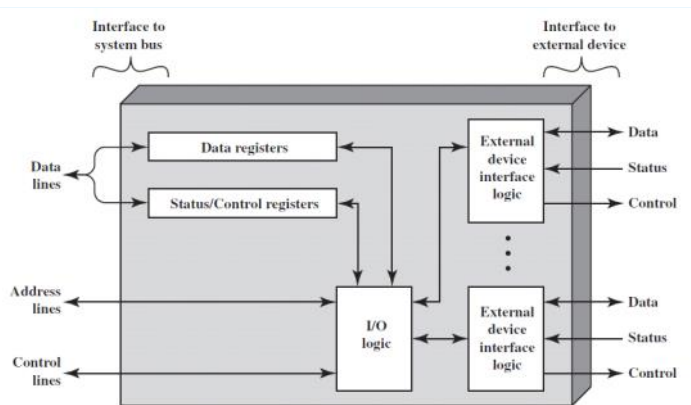 Interface to
system bus
Interface to
external device
Data registers
External
device
interface
logic
Data
Status
Control
Data
lines
Status/Control registers
Address
lines
I/O
logic
External
device
interface
logic
Data
Status
Control
Control
lines